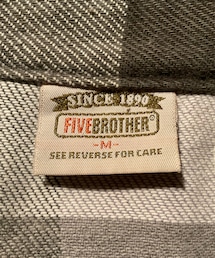 SINCE 1890
FIVEBROTHER®
-M-
SEE REVERSE FOR CARE